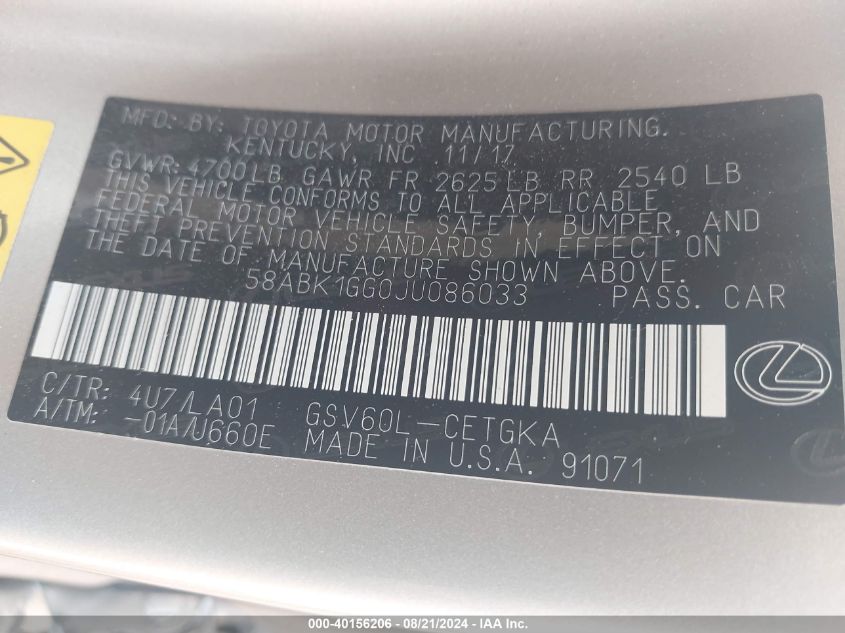 MFD. BY: TOYOTA MOTOR MANUFACTURING.
KENTUCKY, INC 11/17
GVWR: 4700LB GAWR FR 2625LB RR 2540 LB
THIS VEHICLE CONFORMS TO ALL APPLICABLE
FEDERAL MOTOR VEHICLE SAFETY, BUMPER, AND
THEFT PREVENTION STANDARDS IN EFFECT ON
THE DATE OF MANUFACTURE SHOWN ABOVE.
58ABK1GG0JU086033 PASS. CAR
C/TR: 4U7/LA01 GSV60L-CETGKA
A/TM: -01A/U660E MADE IN U.S.A. 91071
000-40156206 - 08/21/2024 - CTEXTL - IAA Inc.